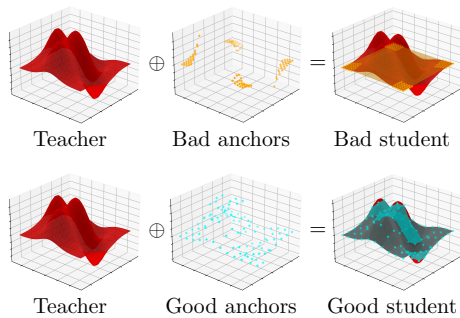 ⊕ =
Teacher Bad anchors Bad student
⊕ =
Teacher Good anchors Good student